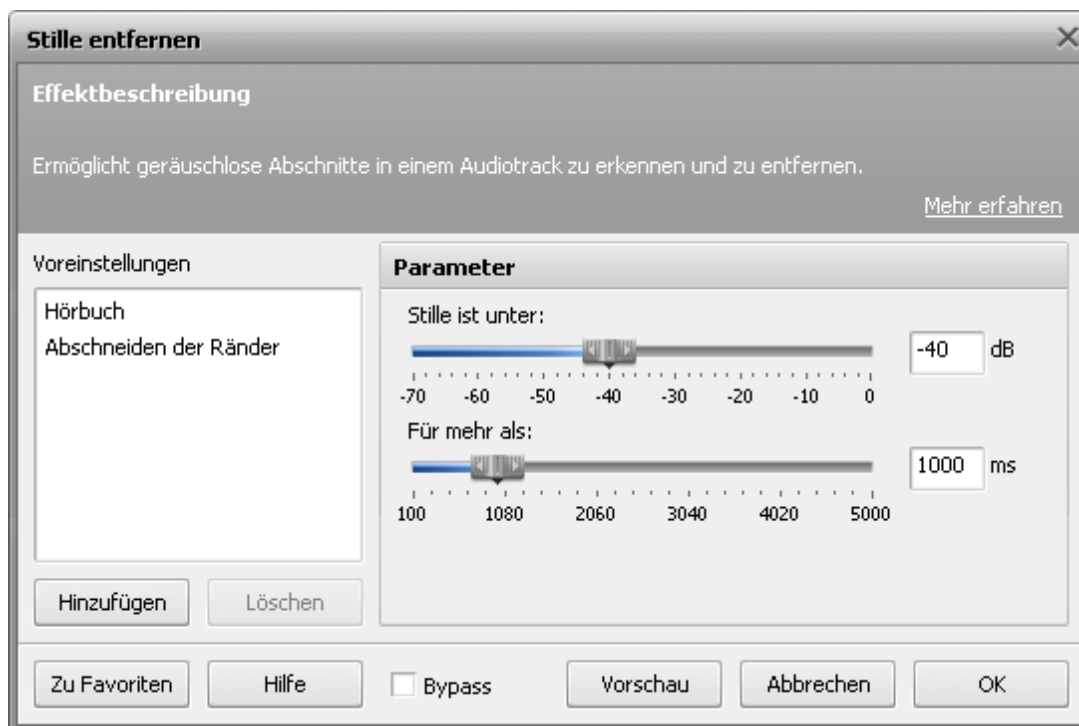 Stille entfernen
Effektbeschreibung
Ermöglicht geräuschlose Abschnitte in einem Audiotrack zu erkennen und zu entfernen.
Mehr erfahren
Voreinstellungen
Hörbuch
Abschneiden der Ränder
Hinzufügen Löschen
Parameter
Stille ist unter:
-40 dB
-70 -60 -50 -40 -30 -20 -10 0
Für mehr als:
1000 ms
100 1080 2060 3040 4020 5000
Zu Favoriten Hilfe Bypass Vorschau Abbrechen OK